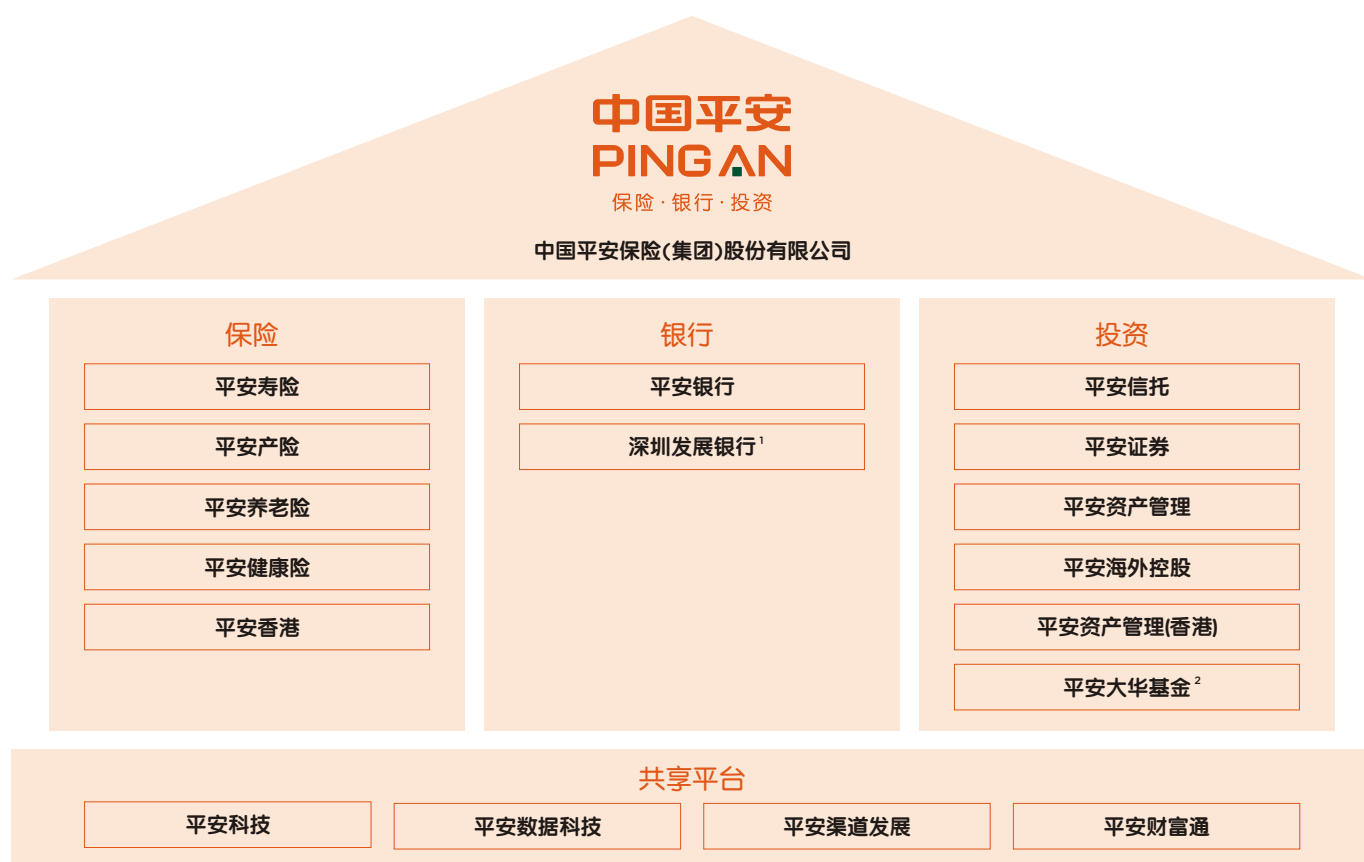 中国平安
PING AN
保险·银行·投资
中国平安保险(集团)股份有限公司
保险
平安寿险
平安产险
平安养老险
平安健康险
平安香港
银行
平安银行
深圳发展银行¹
投资
平安信托
平安证券
平安资产管理
平安海外控股
平安资产管理(香港)
平安大华基金²
共享平台
平安科技
平安数据科技
平安渠道发展
平安财富通